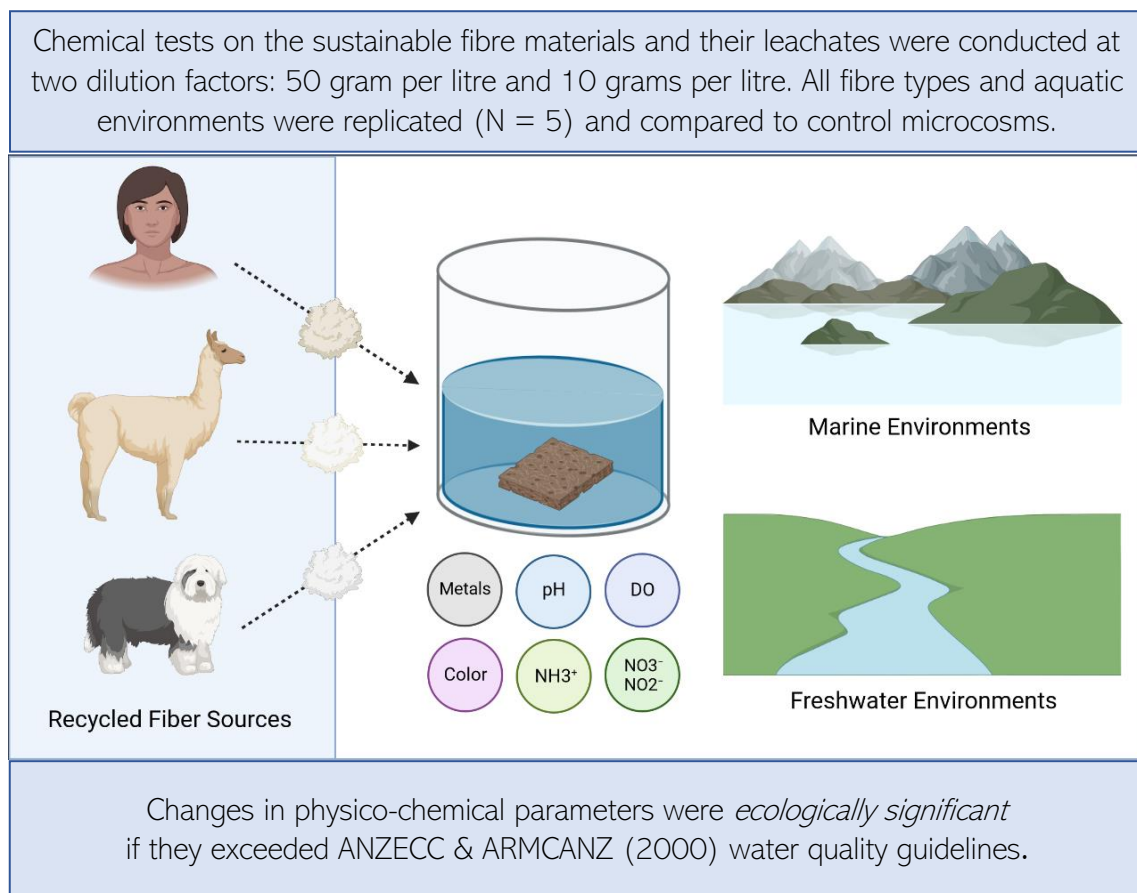 Chemical tests on the sustainable fibre materials and their leachates were conducted at
two dilution factors: 50 gram per litre and 10 grams per litre. All fibre types and aquatic
environments were replicated (N = 5) and compared to control microcosms.
Recycled Fiber Sources
Metals
pH
DO
Color
NH3⁺
NO3⁻
NO2⁻
Marine Environments
Freshwater Environments
Changes in physico-chemical parameters were ecologically significant
if they exceeded ANZECC & ARMCANZ (2000) water quality guidelines.